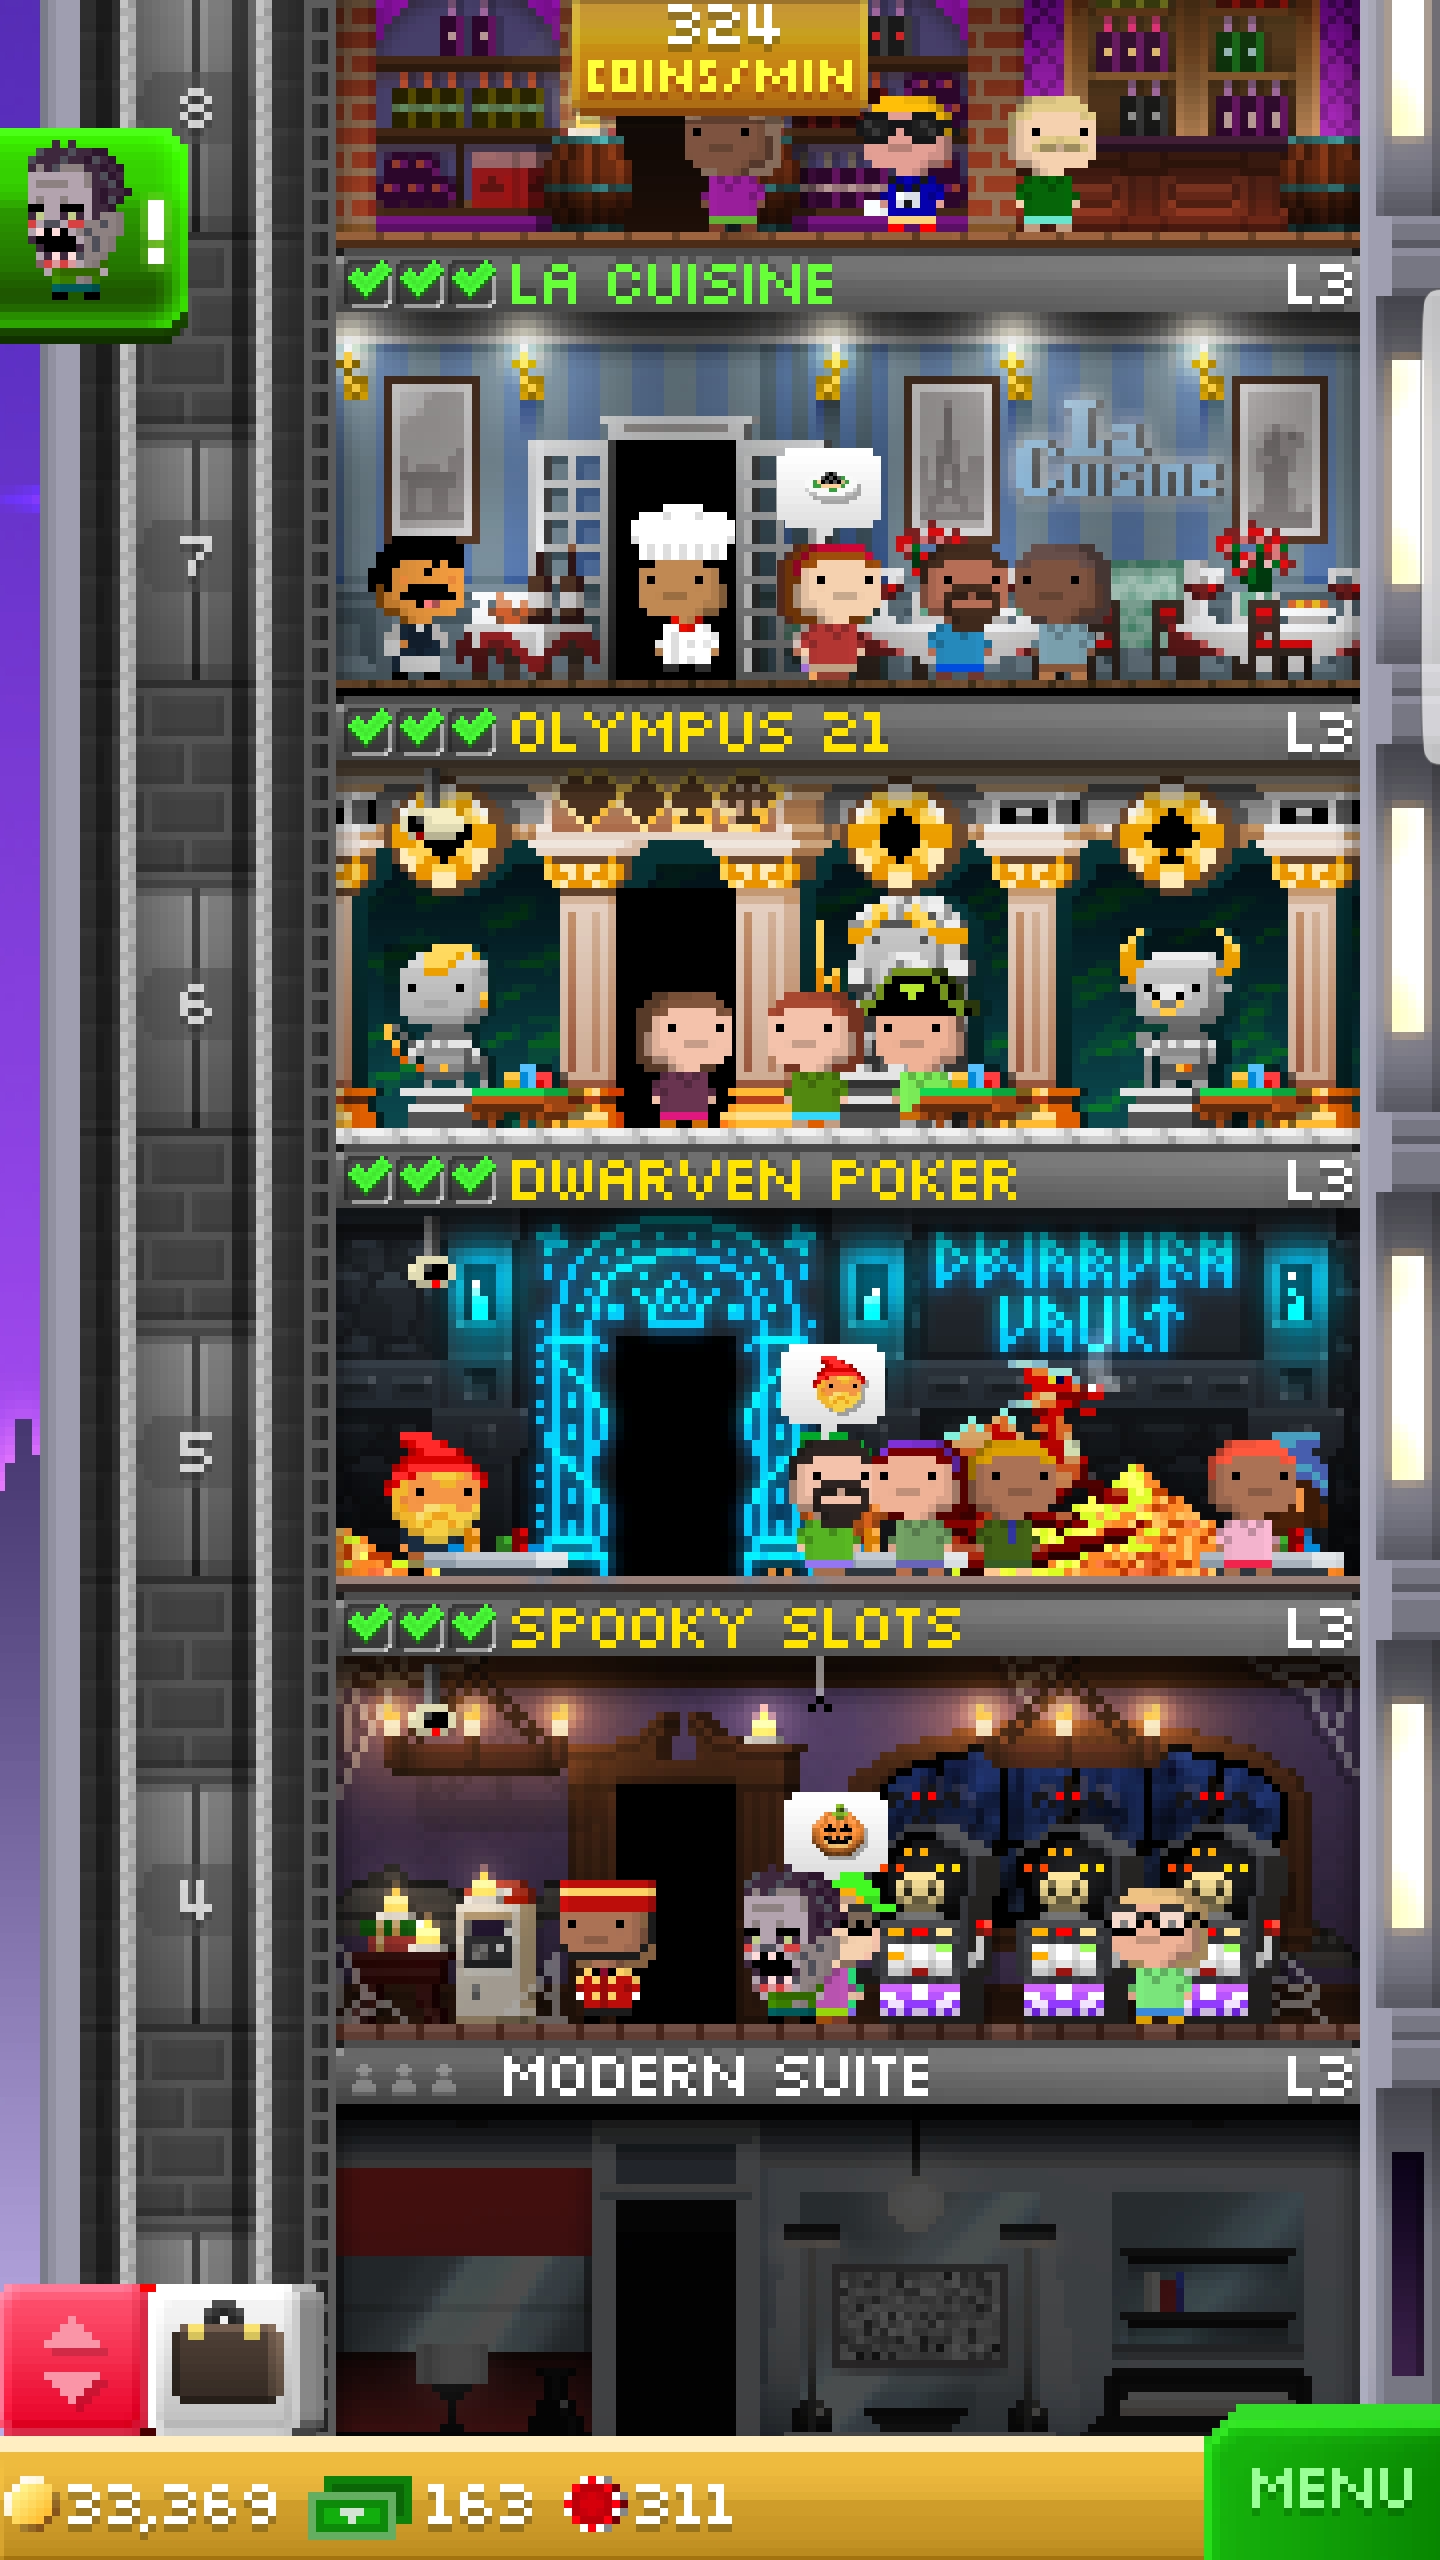 324
COINS/MIN
8
!
LA CUISINE L3
La
Cuisine
7
OLYMPUS 21 L3
6
DWARVEN POKER L3
DWARVEN
VAULT
5
SPOOKY SLOTS L3
4
MODERN SUITE L3
33,369 163 311
MENU